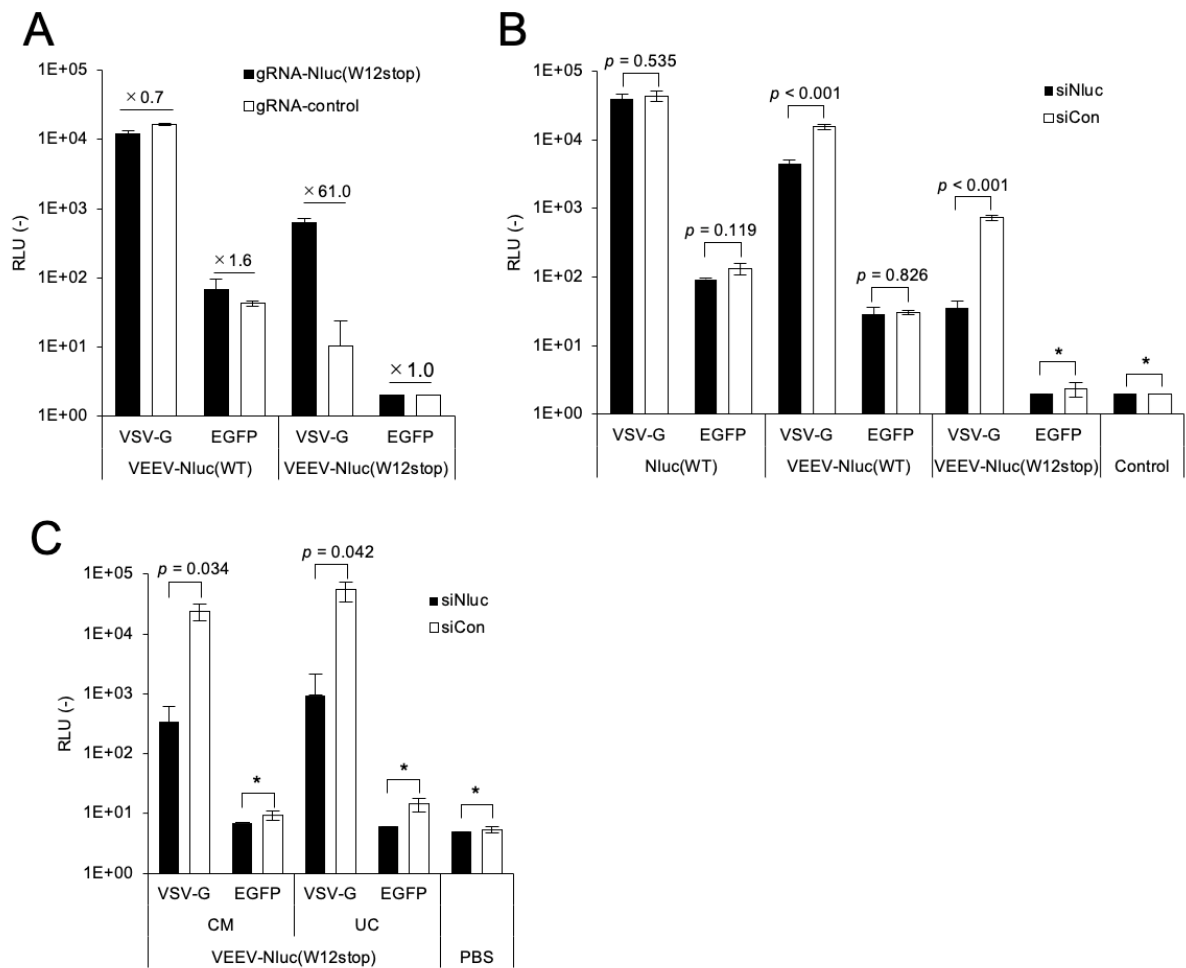 A
1E+05
1E+04
1E+03
1E+02
1E+01
1E+00
RLU (-)
■gRNA-Nluc(W12stop)
□gRNA-control
×0.7
×1.6
×61.0
×1.0
VSV-G EGFP VSV-G EGFP
VEEV-Nluc(WT) VEEV-Nluc(W12stop)
B
1E+05
1E+04
1E+03
1E+02
1E+01
1E+00
RLU (-)
■siNluc
□siCon
p = 0.535
p = 0.119
p < 0.001
p = 0.826
p < 0.001
*
*
VSV-G EGFP VSV-G EGFP VSV-G EGFP
Nluc(WT) VEEV-Nluc(WT) VEEV-Nluc(W12stop) Control
C
1E+05
1E+04
1E+03
1E+02
1E+01
1E+00
RLU (-)
■siNluc
□siCon
p = 0.034
*
p = 0.042
*
*
VSV-G EGFP VSV-G EGFP
CM UC
VEEV-Nluc(W12stop) PBS